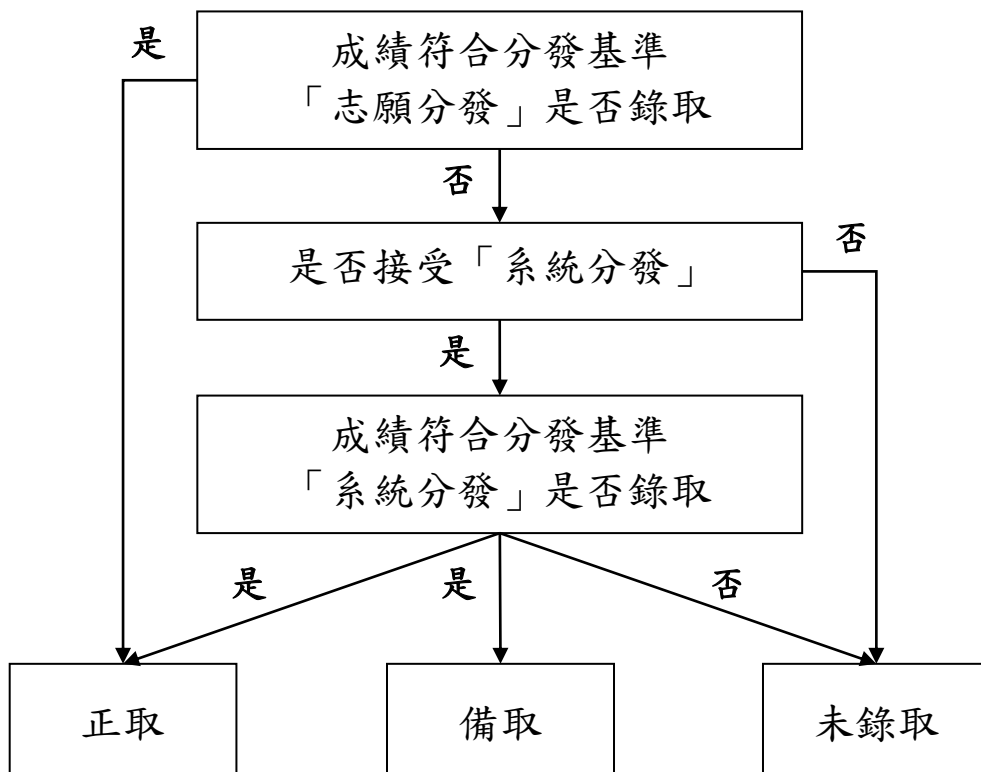 是
成績符合分發基準
「志願分發」是否錄取
否
是否接受「系統分發」
否
是
成績符合分發基準
「系統分發」是否錄取
是
是
否
正取
備取
未錄取